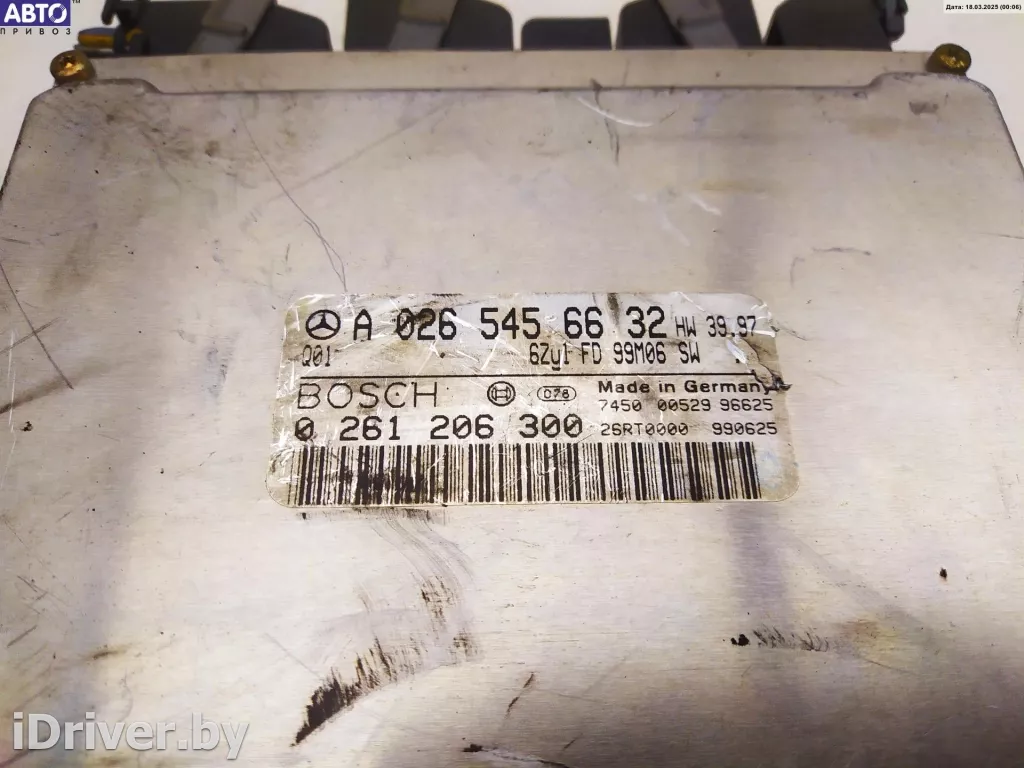 АВТО
ПРИВОЗ
Дата: 18.03.2025 (00:06)
A 026 545 66 32 HW 39.97
Q01 6Zyl FD 99M06 SW
BOSCH 078 Made in Germany
7450 00529 96625
0 261 206 300 26RT0000 990625
iDriver.by